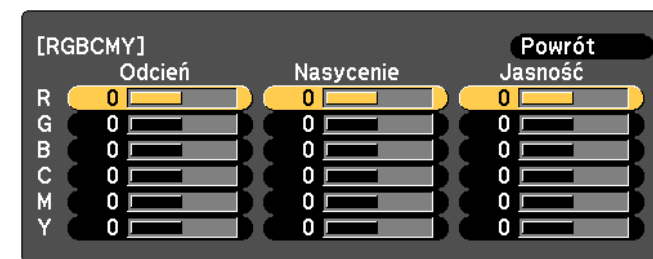 [RGBCMY] Powrót
Odcień Nasycenie Jasność
R 0 0 0
G 0 0 0
B 0 0 0
C 0 0 0
M 0 0 0
Y 0 0 0